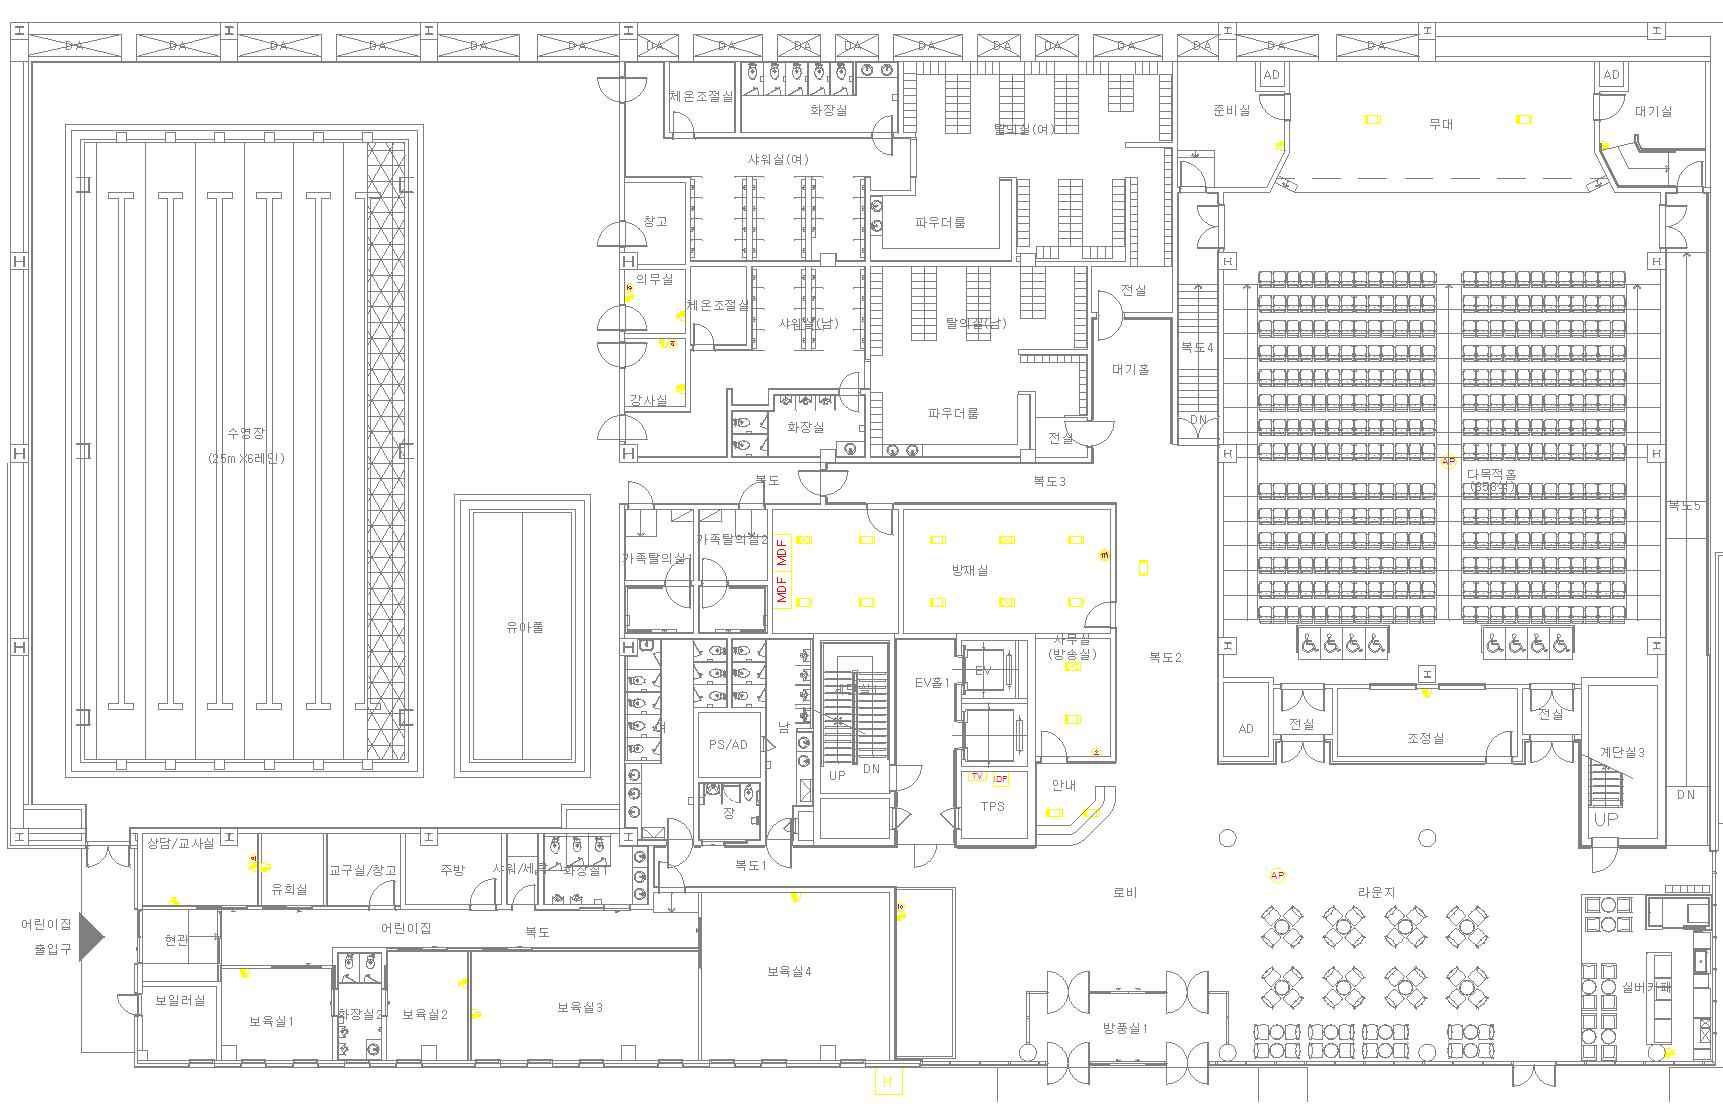 H H H H H H
DA DA DA DA DA DA DA DA DA DA DA DA DA DA DA DA DA
AD AD
체온조절실 화장실 준비실 무대 대기실
탈의실(여)
샤워실(여)
창고 파우더룸
H H H H
의무실 전실
체온조절실 샤워실(남) 탈의실(남)
복도4
대기홀
강사실 파우더룸
수영장 화장실 전실 DN
(25m X6레인)
H H H H
AP
다목적홀
복도 복도3
복도5
가족탈의실1 가족탈의실2
MDF
MDF
방재실
유아풀
사무실
(방송실)
H H H H
복도2
EV홀1 EV
H
여 PS/AD 남
AD 전실 조정실 전실
계단실3
UP DN
TV IDF
TPS
안내
장
DN
UP
H H H H
상담/교사실
유희실 교구실/창고 주방 화장실1
복도1
AP
로비 라운지
어린이집
출입구
현관 어린이집 복도
보일러실
보육실1 화장실2 보육실2 보육실3 보육실4
실버카페
방풍실1
H